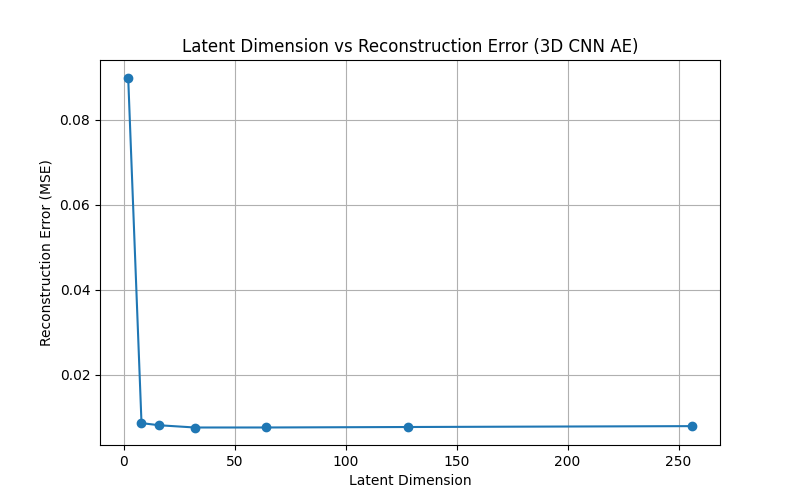 Latent Dimension vs Reconstruction Error (3D CNN AE)
Reconstruction Error (MSE)
0.08
0.06
0.04
0.02
0 50 100 150 200 250
Latent Dimension